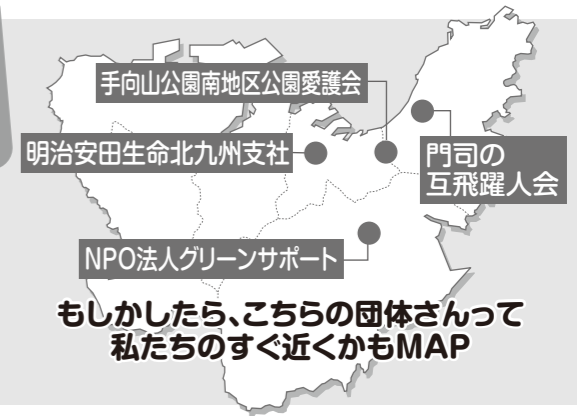 手向山公園南地区公園愛護会
明治安田生命北九州支社
門司の
互飛躍人会
NPO法人グリーンサポート
もしかしたら、こちらの団体さんって
私たちのすぐ近くかもMAP